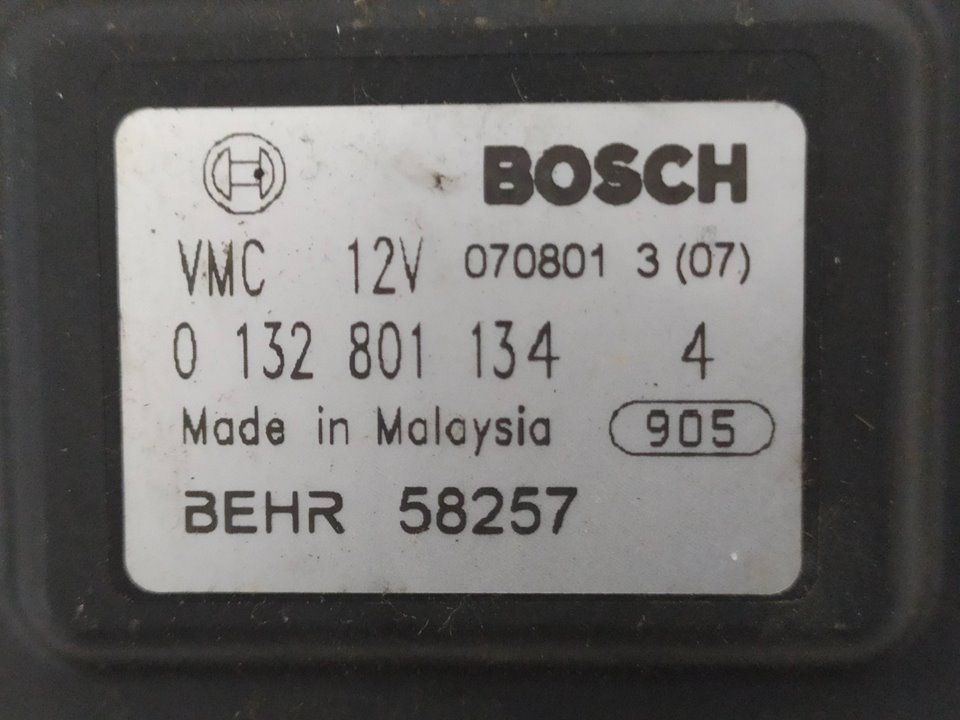 BOSCH
VMC 12V 070801 3 (07)
0 132 801 134 4
Made in Malaysia 905
BEHR 58257